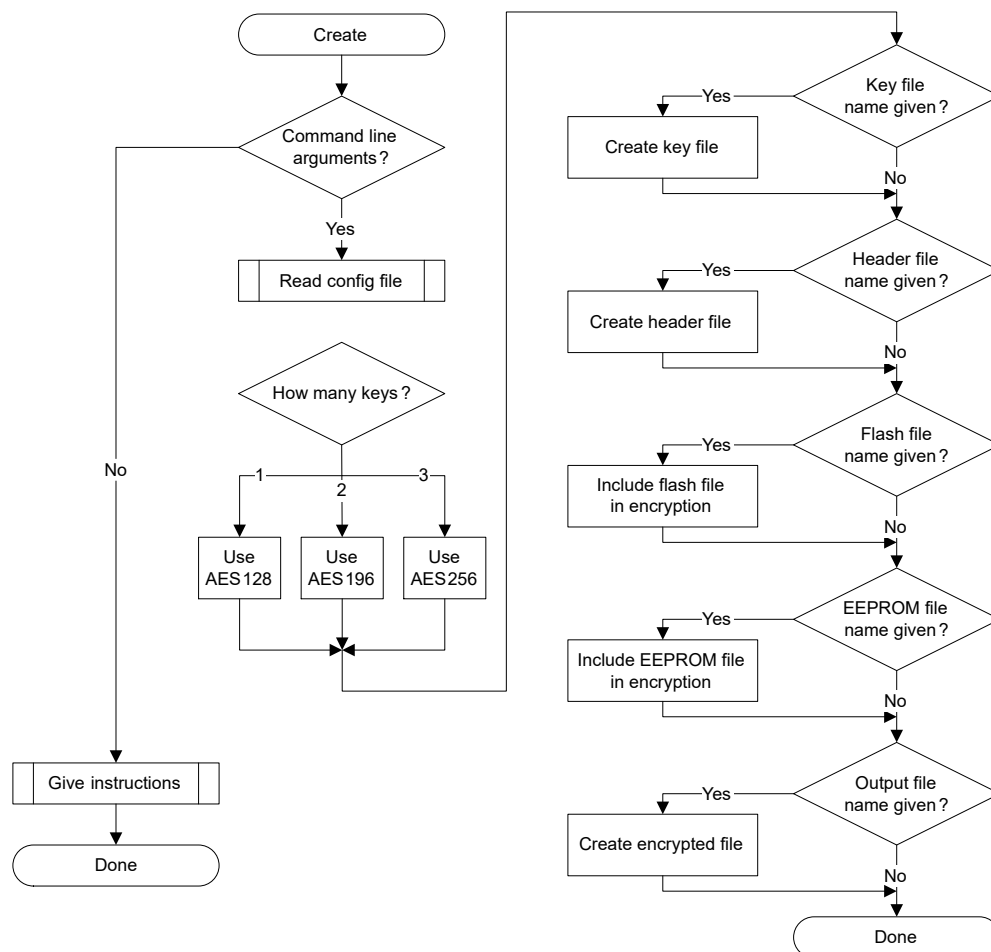 Create
Command line
arguments?
Yes
Read config file
How many keys?
No
1
2
3
Use
AES128
Use
AES196
Use
AES256
Give instructions
Done
Key file
name given?
Yes
Create key file
No
Header file
name given?
Yes
Create header file
No
Flash file
name given?
Yes
Include flash file
in encryption
No
EEPROM file
name given?
Yes
Include EEPROM file
in encryption
No
Output file
name given?
Yes
Create encrypted file
No
Done